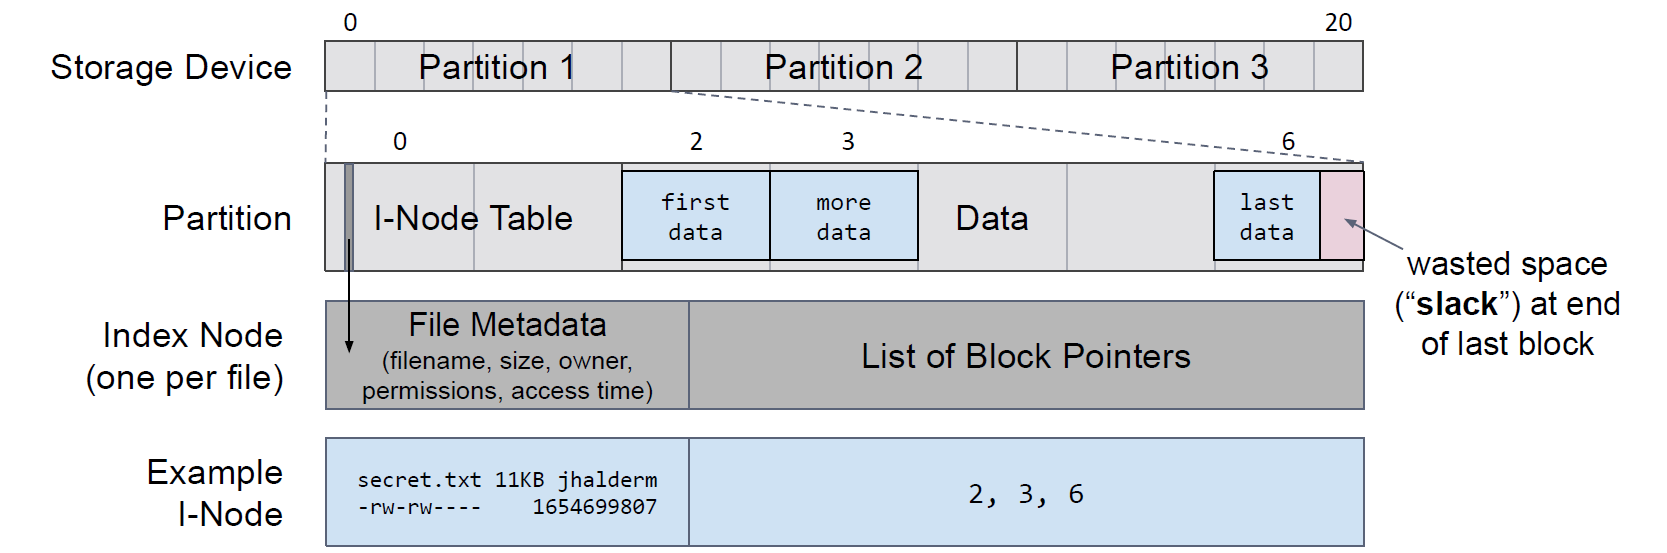 0
20
Storage Device
Partition 1
Partition 2
Partition 3
0
2
3
6
Partition
I-Node Table
first
data
more
data
Data
last
data
wasted space
(“slack”) at end
of last block
Index Node
(one per file)
File Metadata
(filename, size, owner,
permissions, access time)
List of Block Pointers
Example
I-Node
secret.txt 11KB jhalderm
-rw-rw---- 1654699807
2, 3, 6